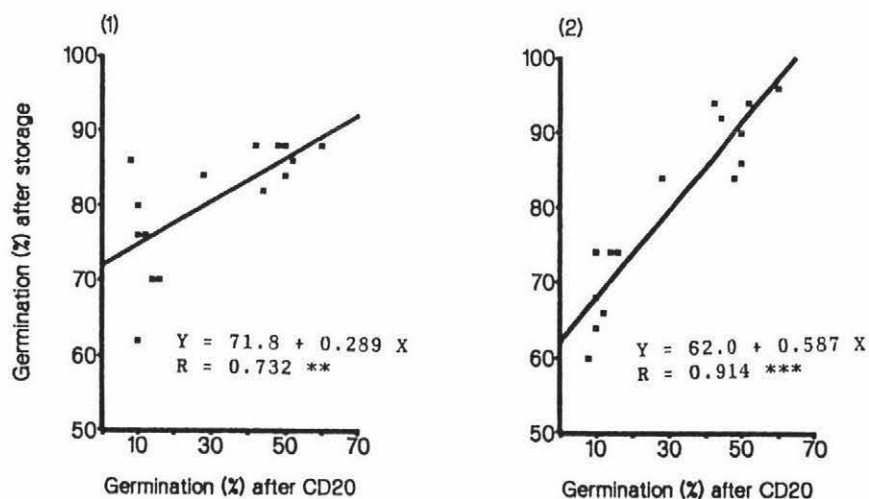 (1)
Germination (%) after storage
100
90
80
70
60
50
10 30 50 70
Y = 71.8 + 0.289 X
R = 0.732 **
Germination (%) after CD20
(2)
100
90
80
70
60
50
10 30 50 70
Y = 62.0 + 0.587 X
R = 0.914 ***
Germination (%) after CD20